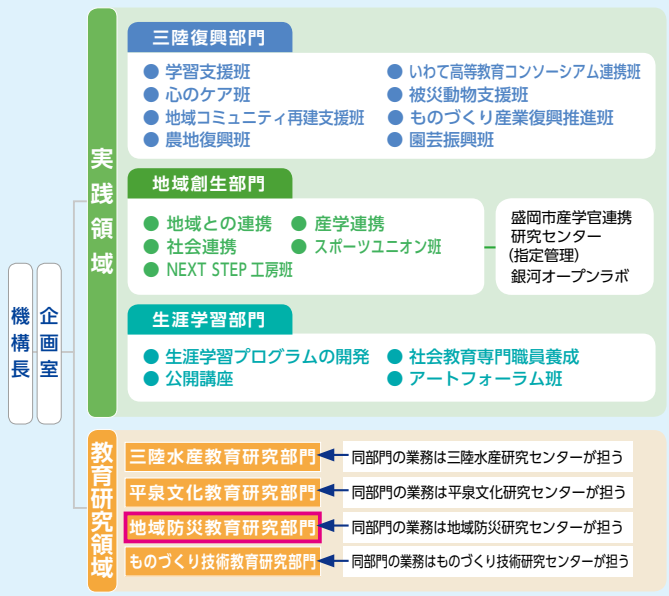 機構長
企画室
実践領域
三陸復興部門
● 学習支援班
● いわて高等教育コンソーシアム連携班
● 心のケア班
● 被災動物支援班
● 地域コミュニティ再建支援班
● ものづくり産業復興推進班
● 農地復興班
● 園芸振興班
地域創生部門
● 地域との連携
● 産学連携
● 社会連携
● スポーツユニオン班
● NEXT STEP 工房班
盛岡市産学官連携
研究センター
(指定管理)
銀河オープンラボ
生涯学習部門
● 生涯学習プログラムの開発
● 社会教育専門職員養成
● 公開講座
● アートフォーラム班
教育研究領域
三陸水産教育研究部門
同部門の業務は三陸水産研究センターが担う
平泉文化教育研究部門
同部門の業務は平泉文化研究センターが担う
地域防災教育研究部門
同部門の業務は地域防災研究センターが担う
ものづくり技術教育研究部門
同部門の業務はものづくり技術研究センターが担う